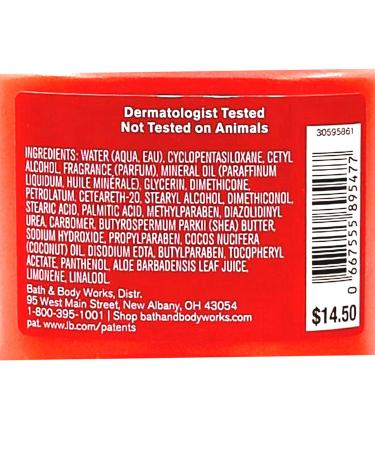 Dermatologist Tested
Not Tested on Animals
30595861
INGREDIENTS: WATER (AQUA, EAU), CYCLOPENTASILOXANE, CETYL
ALCOHOL, FRAGRANCE (PARFUM), MINERAL OIL (PARAFFINUM
LIQUIDUM, HUILE MINÉRALE), GLYCERIN, DIMETHICONE,
PETROLATUM, CETEARETH-20, STEARYL ALCOHOL, DIMETHICONOL,
STEARIC ACID, PALMITIC ACID, METHYLPARABEN, DIAZOLIDINYL
UREA, CARBOMER, BUTYROSPERMUM PARKII (SHEA) BUTTER,
SODIUM HYDROXIDE, PROPYLPARABEN, COCOS NUCIFERA
(COCONUT) OIL, DISODIUM EDTA, BUTYLPARABEN, TOCOPHERYL
ACETATE, PANTHENOL, ALOE BARBADENSIS LEAF JUICE,
LIMONENE, LINALOOL.
Bath & Body Works, Distr.
95 West Main Street, New Albany, OH 43054
1-800-395-1001 | Shop bathandbodyworks.com
pat. www.lb.com/patents
0 667555 895477
$14.50